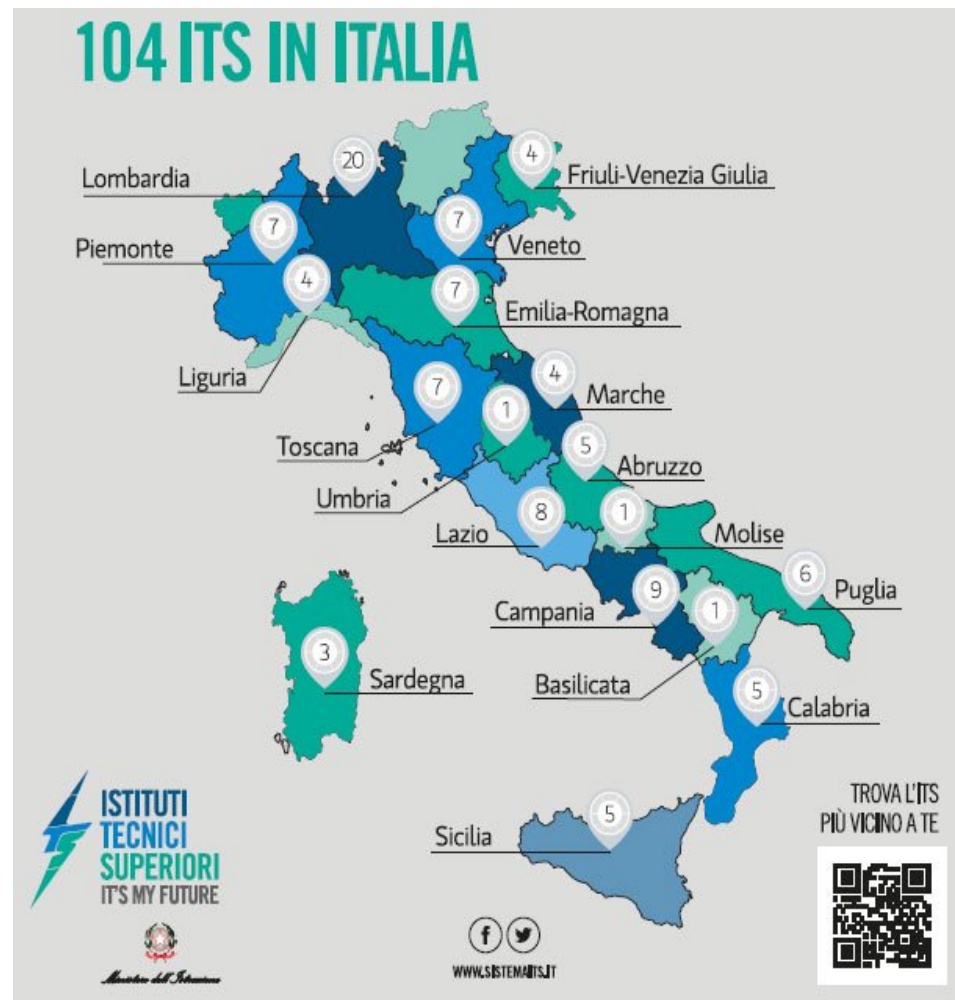 104 ITS IN ITALIA
20
4
Lombardia
Friuli-Venezia Giulia
7
7
Piemonte
Veneto
4
7
Emilia-Romagna
Liguria
7
4
Marche
1
Toscana
5
Abruzzo
Umbria
8
1
Lazio
Molise
6
Puglia
9
Campania
1
3
Sardegna
Basilicata
5
Calabria
5
Sicilia
ISTITUTI
TECNICI
SUPERIORI
IT'S MY FUTURE
Ministero dell'Istruzione
WWW.SISTEMAITS.IT
TROVA L'ITS
PIÙ VICINO A TE